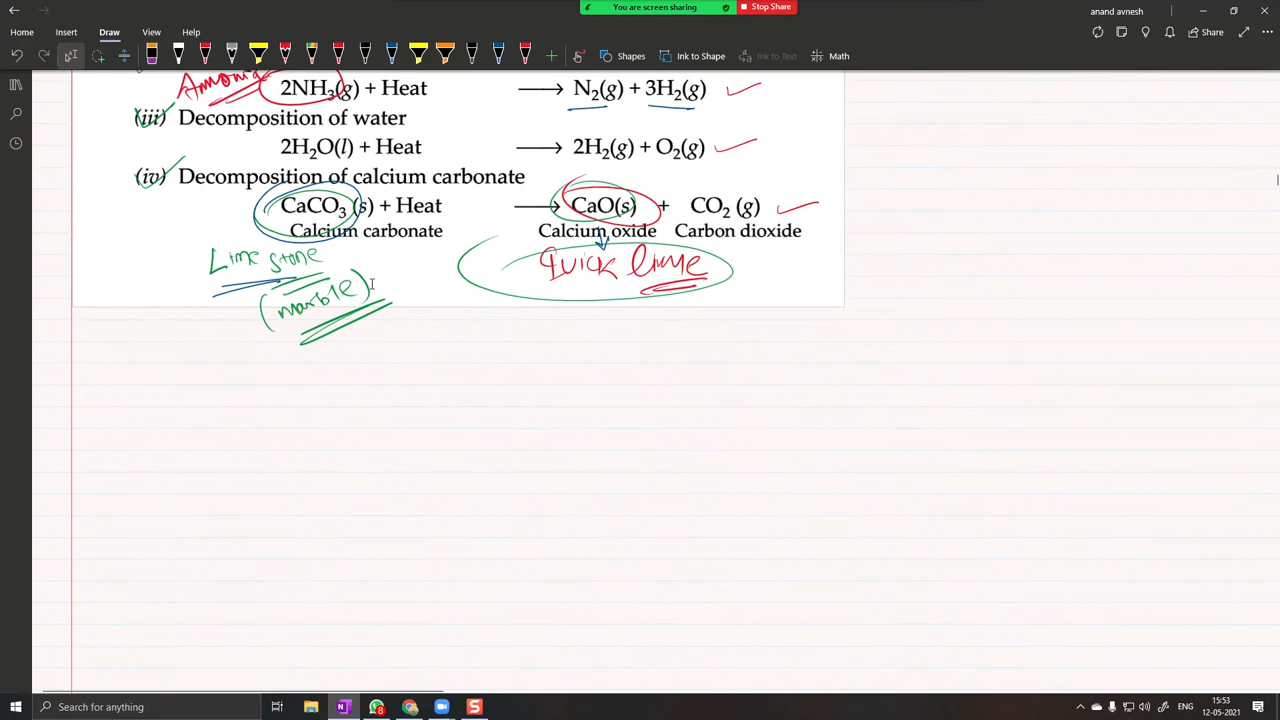 You are screen sharing
Stop Share
anand avnesh
Home Insert Draw View Help
Share
Shapes Ink to Shape Ink to Text Math
Amonia
2NH₃(g) + Heat ⟶ N₂(g) + 3H₂(g)
(iii) Decomposition of water
2H₂O(l) + Heat ⟶ 2H₂(g) + O₂(g)
(iv) Decomposition of calcium carbonate
CaCO₃ (s) + Heat ⟶ CaO(s) + CO₂ (g)
Calcium carbonate Calcium oxide Carbon dioxide
Lime stone
Quick lime
(marble)
Search for anything
8
ENG
15:53
12-05-2021